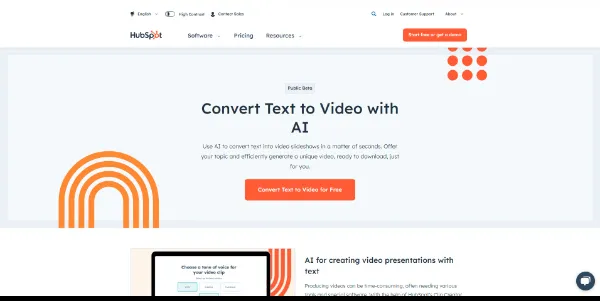 English High Contrast Contact Sales Log in Customer Support About
HubSpot Software Pricing Resources Start free or get a demo
Public Beta
Convert Text to Video with
AI
Use AI to convert text into video slideshows in a matter of seconds. Offer
your topic and efficiently generate a unique video, ready to download, just
for you.
Convert Text to Video for Free
Choose a tone of voice for
your video clip
AI for creating video presentations with
text
Producing videos can be time-consuming, often needing various
tools and special software. With the help of HubSpot's Clip Creator